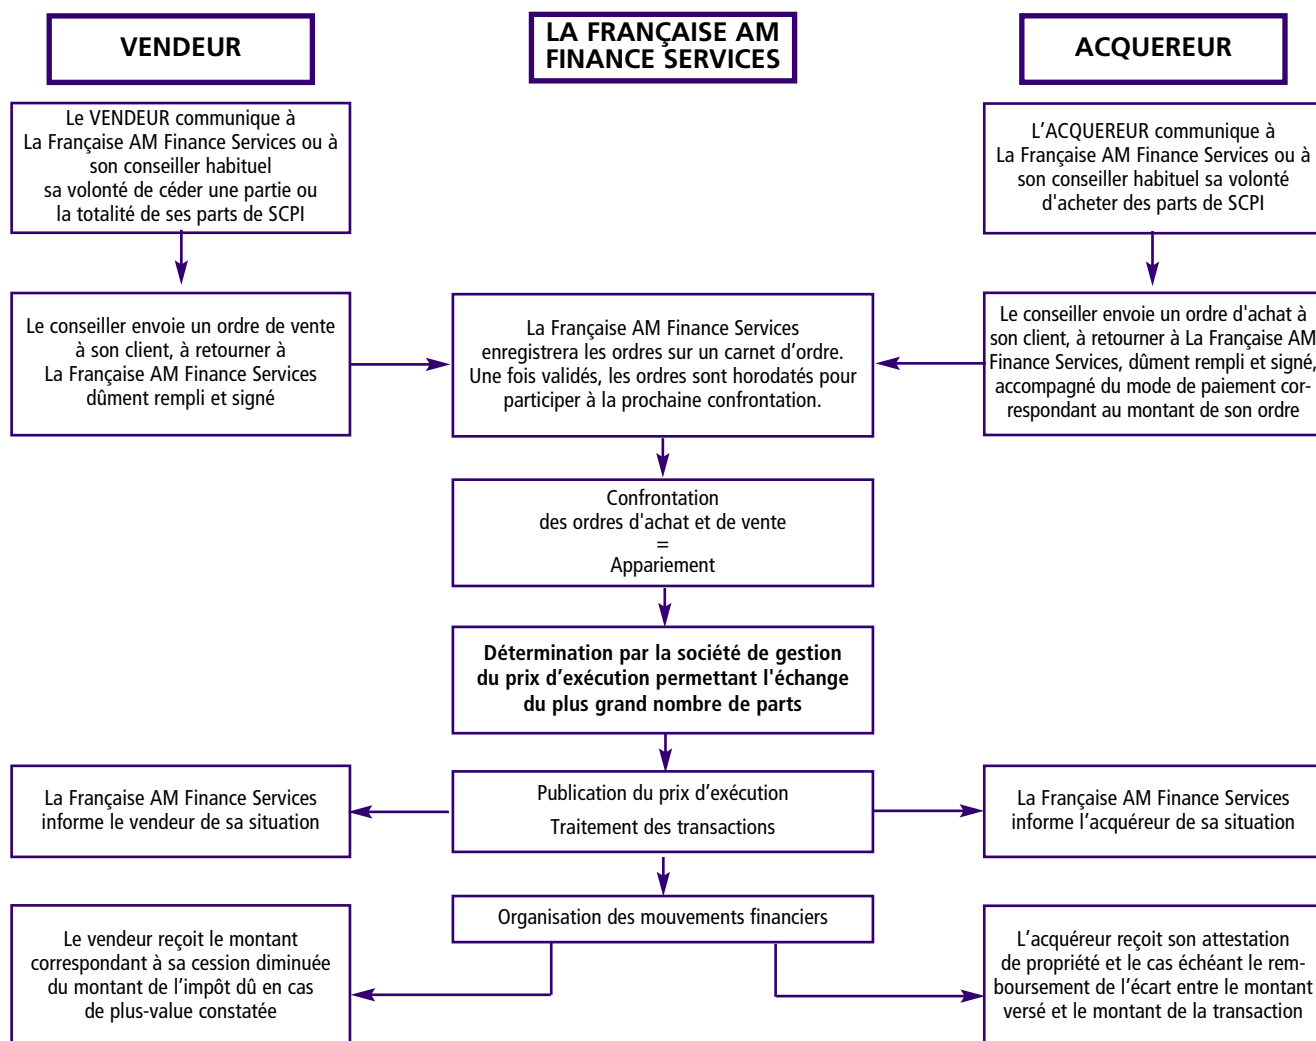 VENDEUR
LA FRANÇAISE AM
FINANCE SERVICES
ACQUEREUR
Le VENDEUR communique à
La Française AM Finance Services ou à
son conseiller habituel
sa volonté de céder une partie ou
la totalité de ses parts de SCPI
L'ACQUEREUR communique à
La Française AM Finance Services ou à
son conseiller habituel sa volonté
d'acheter des parts de SCPI
Le conseiller envoie un ordre de vente
à son client, à retourner à
La Française AM Finance Services
dûment rempli et signé
La Française AM Finance Services
enregistrera les ordres sur un carnet d'ordre.
Une fois validés, les ordres sont horodatés pour
participer à la prochaine confrontation.
Le conseiller envoie un ordre d'achat à
son client, à retourner à La Française AM
Finance Services, dûment rempli et signé,
accompagné du mode de paiement cor-
respondant au montant de son ordre
Confrontation
des ordres d'achat et de vente
=
Appariement
Détermination par la société de gestion
du prix d'exécution permettant l'échange
du plus grand nombre de parts
La Française AM Finance Services
informe le vendeur de sa situation
Publication du prix d'exécution
Traitement des transactions
La Française AM Finance Services
informe l'acquéreur de sa situation
Organisation des mouvements financiers
Le vendeur reçoit le montant
correspondant à sa cession diminuée
du montant de l'impôt dû en cas
de plus-value constatée
L'acquéreur reçoit son attestation
de propriété et le cas échéant le rem-
boursement de l'écart entre le montant
versé et le montant de la transaction